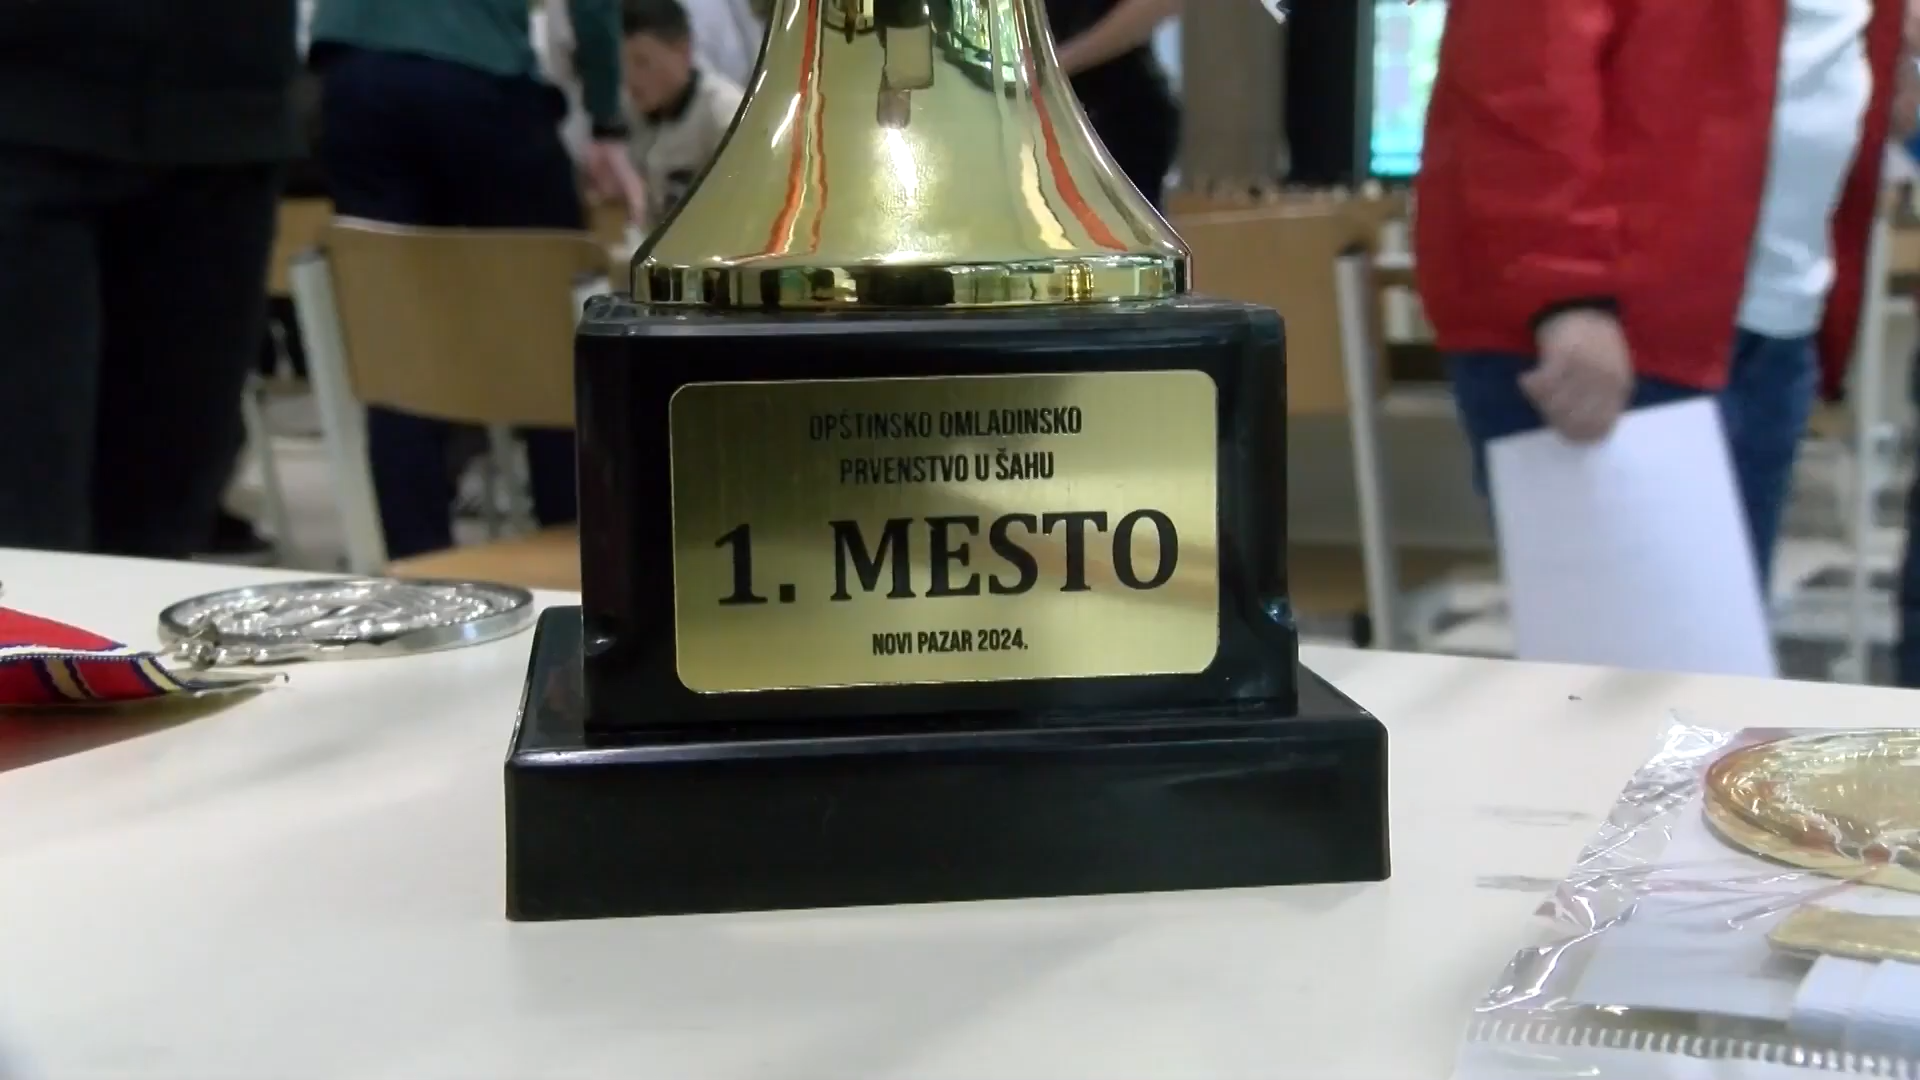 OPŠTINSKO OMLADINSKO
PRVENSTVO U ŠAHU
1. MESTO
NOVI PAZAR 2024.